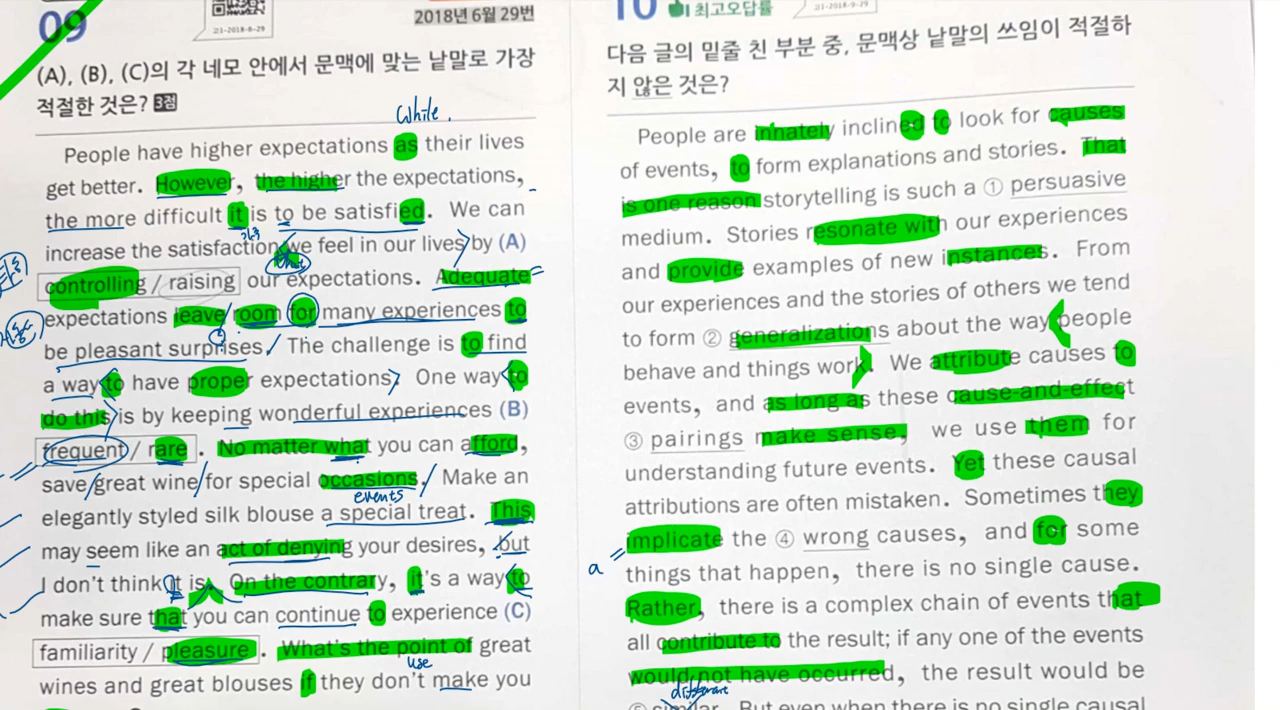 09
고1-2018-6-29
2018년 6월 29번
(A), (B), (C)의 각 네모 안에서 문맥에 맞는 낱말로 가장
적절한 것은? 3점
While.
People have higher expectations as their lives
get better. However, the higher the expectations,
the more difficult it is to be satisfied. We can
increase the satisfaction we feel in our lives by (A)
controlling / raising our expectations. Adequate
expectations leave room for many experiences to
be pleasant surprises. The challenge is to find
a way to have proper expectations. One way to
do this is by keeping wonderful experiences (B)
frequent / rare. No matter what you can afford,
save great wine for special occasions. Make an
events
elegantly styled silk blouse a special treat. This
may seem like an act of denying your desires, but
I don't think it is. On the contrary, it's a way to
make sure that you can continue to experience (C)
familiarity / pleasure. What's the point of great
use
wines and great blouses if they don't make you
10
최고오답률
다음 글의 밑줄 친 부분 중, 문맥상 낱말의 쓰임이 적절하
지 않은 것은?
People are innately inclined to look for causes
of events, to form explanations and stories. That
is one reason storytelling is such a ① persuasive
medium. Stories resonate with our experiences
and provide examples of new instances. From
our experiences and the stories of others we tend
to form ② generalizations about the way people
behave and things work. We attribute causes to
events, and as long as these cause-and-effect
③ pairings make sense, we use them for
understanding future events. Yet these causal
attributions are often mistaken. Sometimes they
implicate the ④ wrong causes, and for some
things that happen, there is no single cause.
Rather, there is a complex chain of events that
all contribute to the result; if any one of the events
would not have occurred, the result would be
different
⑤ similar. But even when there is no single causal